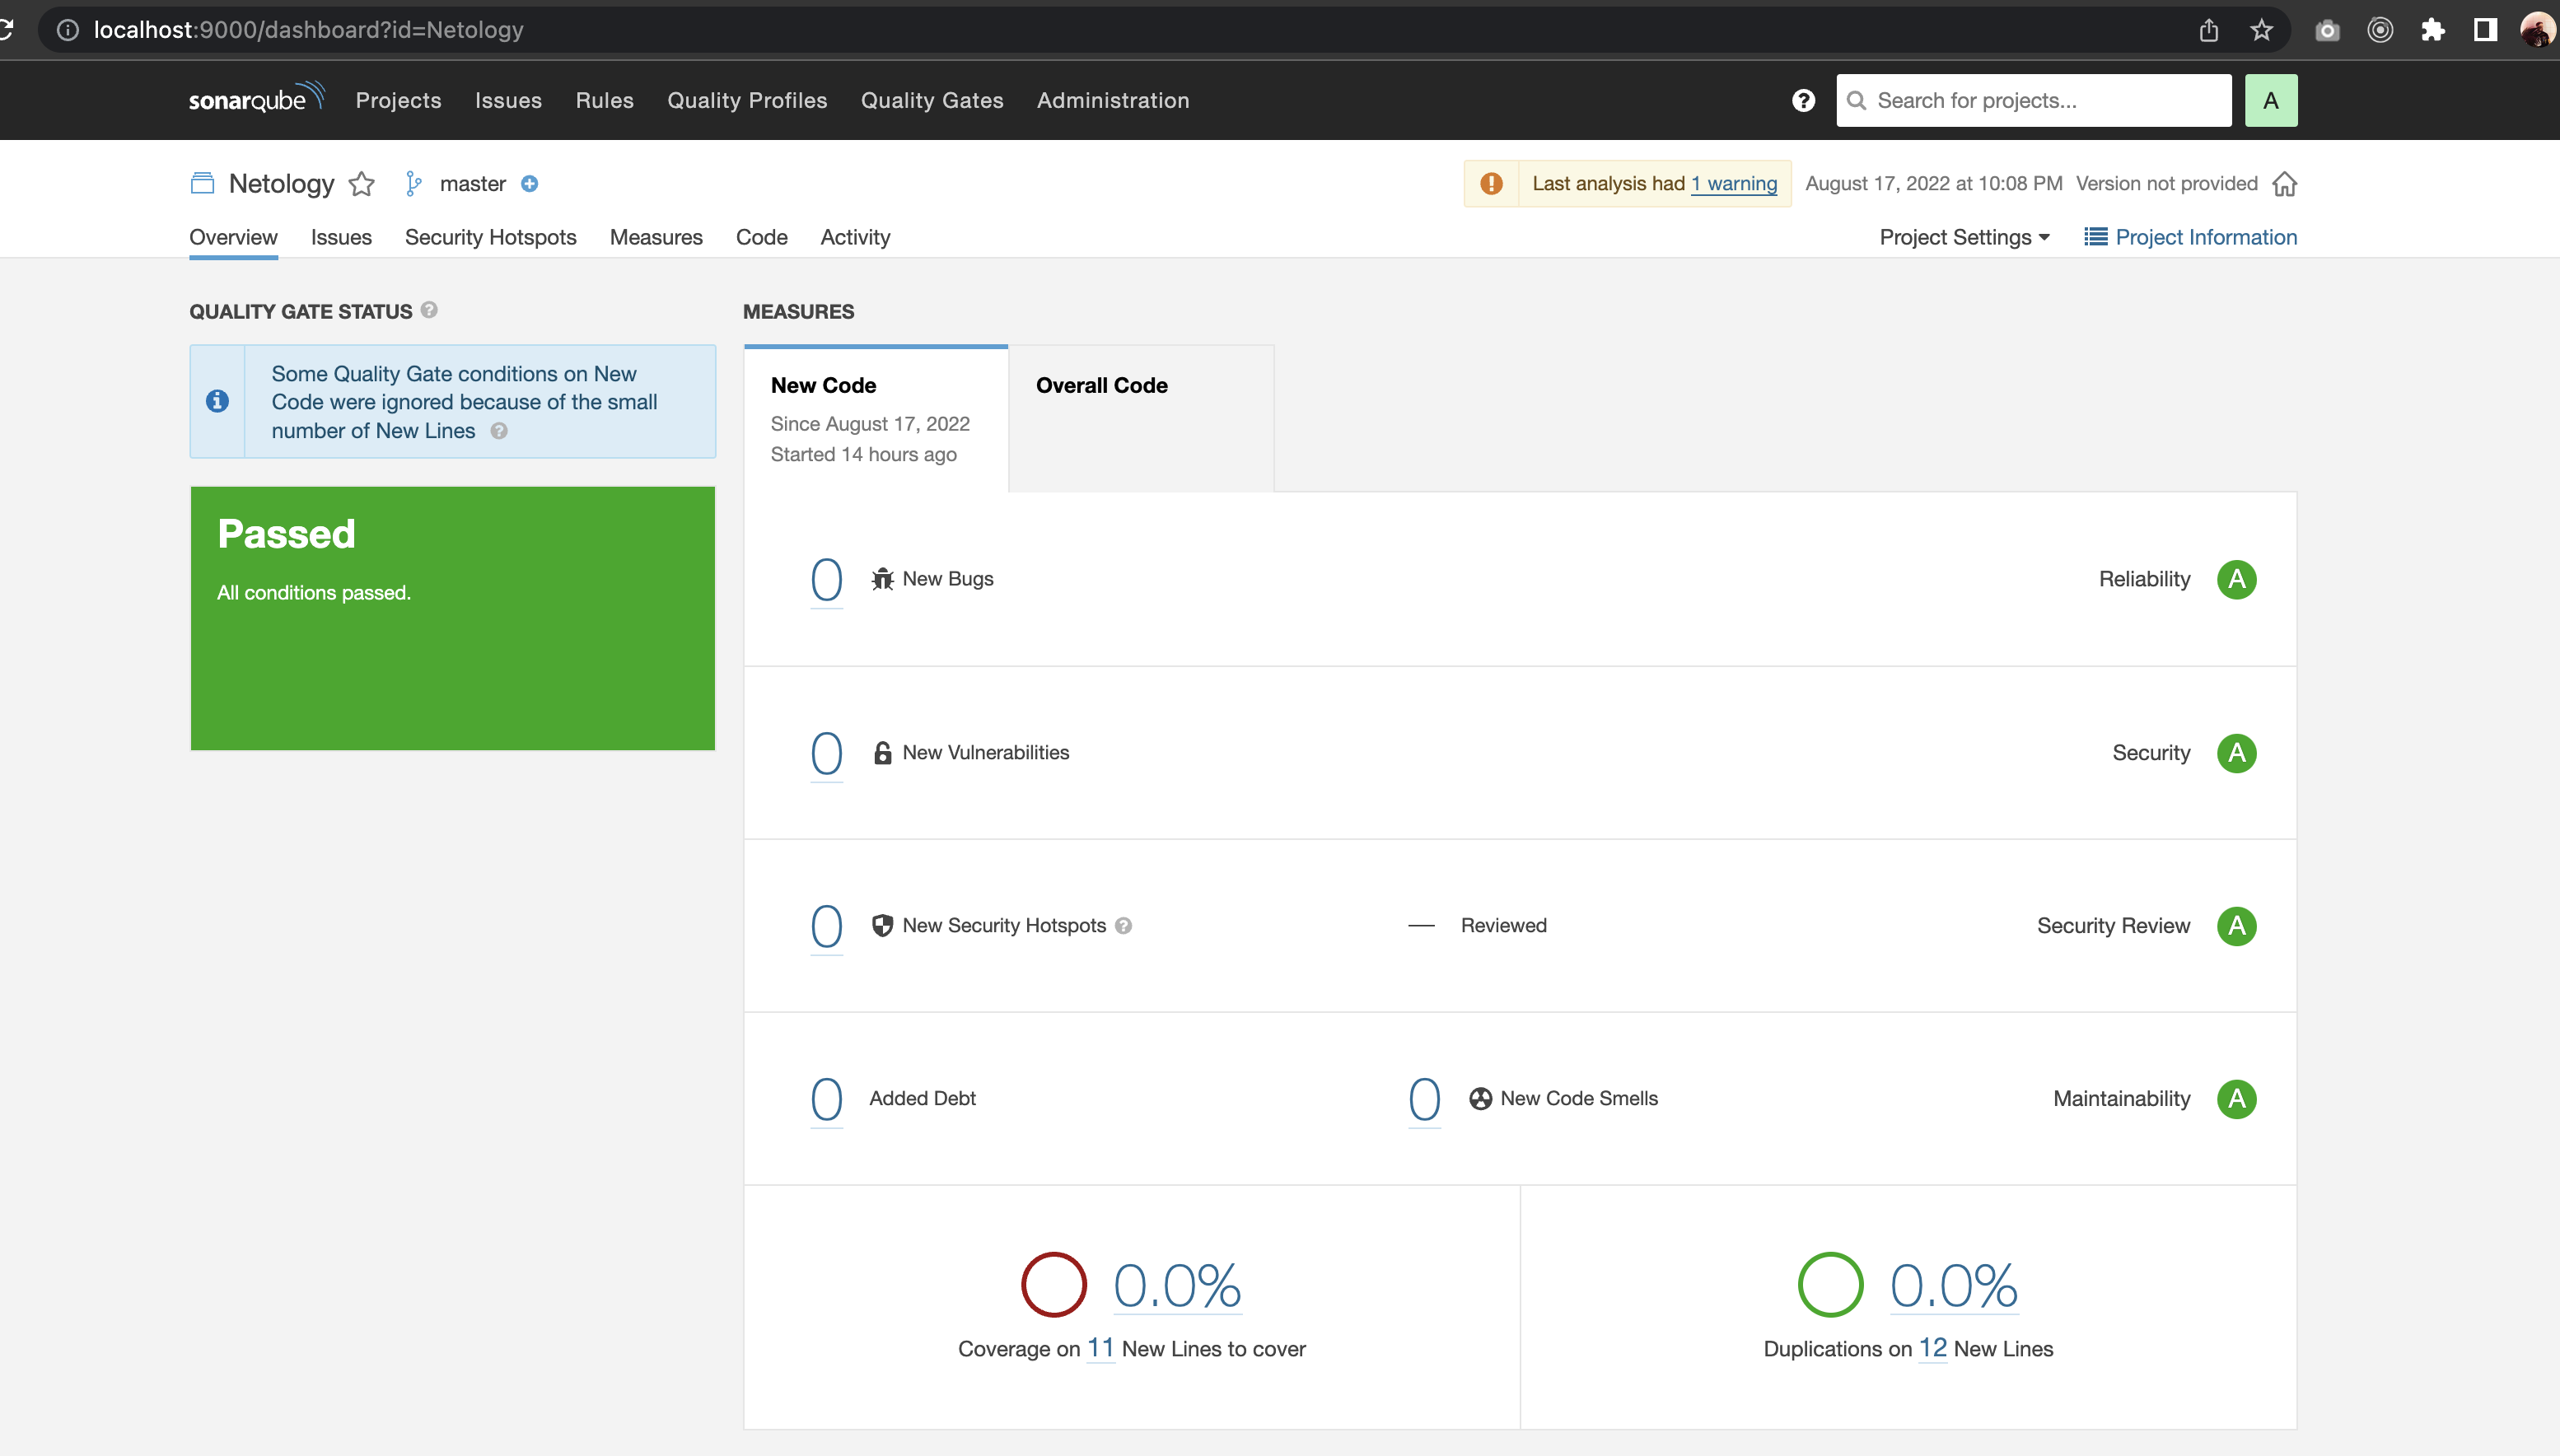 localhost:9000/dashboard?id=Netology
sonarqube Projects Issues Rules Quality Profiles Quality Gates Administration Search for projects... A
Netology master Last analysis had 1 warning August 17, 2022 at 10:08 PM Version not provided
Overview Issues Security Hotspots Measures Code Activity Project Settings Project Information
QUALITY GATE STATUS
Some Quality Gate conditions on New
Code were ignored because of the small
number of New Lines
Passed
All conditions passed.
MEASURES
New Code
Since August 17, 2022
Started 14 hours ago
Overall Code
0 New Bugs Reliability A
0 New Vulnerabilities Security A
0 New Security Hotspots — Reviewed Security Review A
0 Added Debt 0 New Code Smells Maintainability A
0.0%
Coverage on 11 New Lines to cover
0.0%
Duplications on 12 New Lines